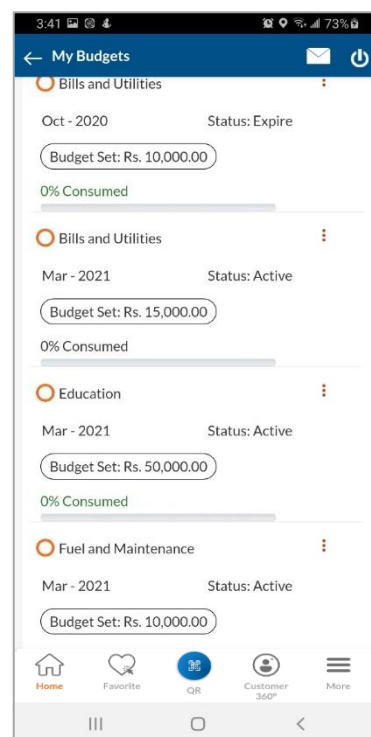 3:41 73%
My Budgets
Bills and Utilities
Oct - 2020 Status: Expire
Budget Set: Rs. 10,000.00
0% Consumed
Bills and Utilities
Mar - 2021 Status: Active
Budget Set: Rs. 15,000.00
0% Consumed
Education
Mar - 2021 Status: Active
Budget Set: Rs. 50,000.00
0% Consumed
Fuel and Maintenance
Mar - 2021 Status: Active
Budget Set: Rs. 10,000.00
Home Favorite QR Customer More
360°